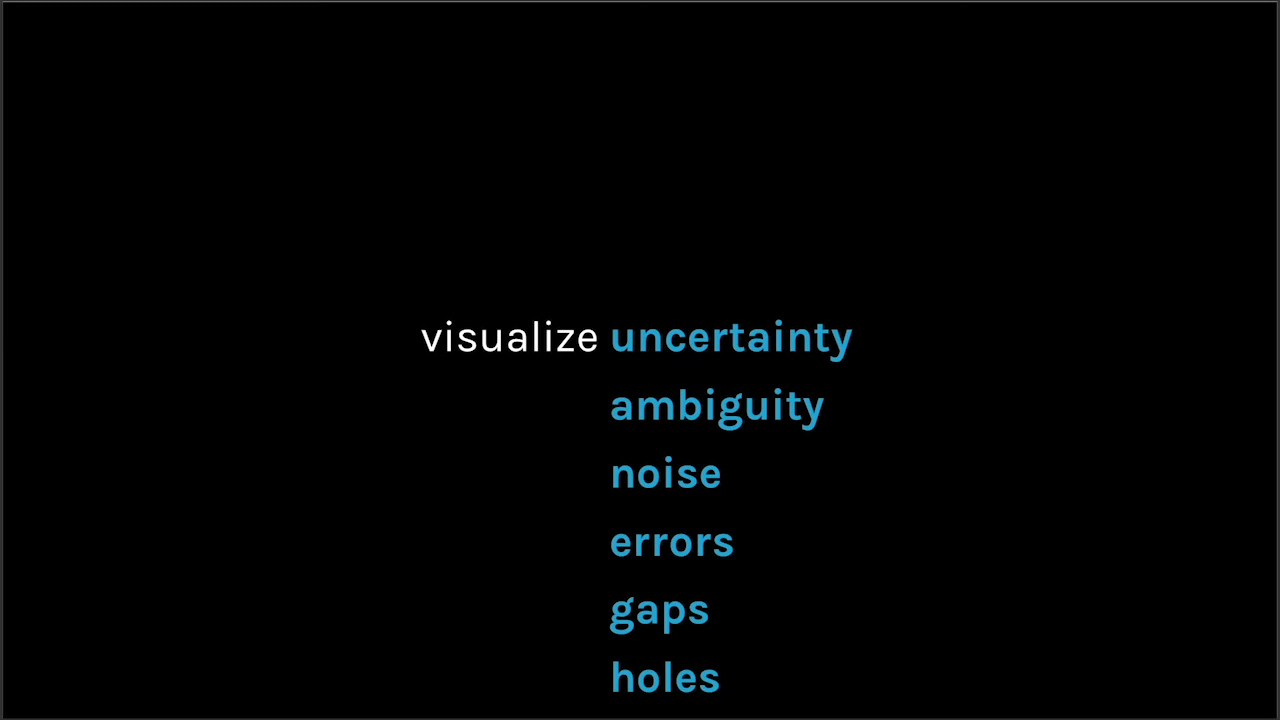 visualize uncertainty
ambiguity
noise
errors
gaps
holes